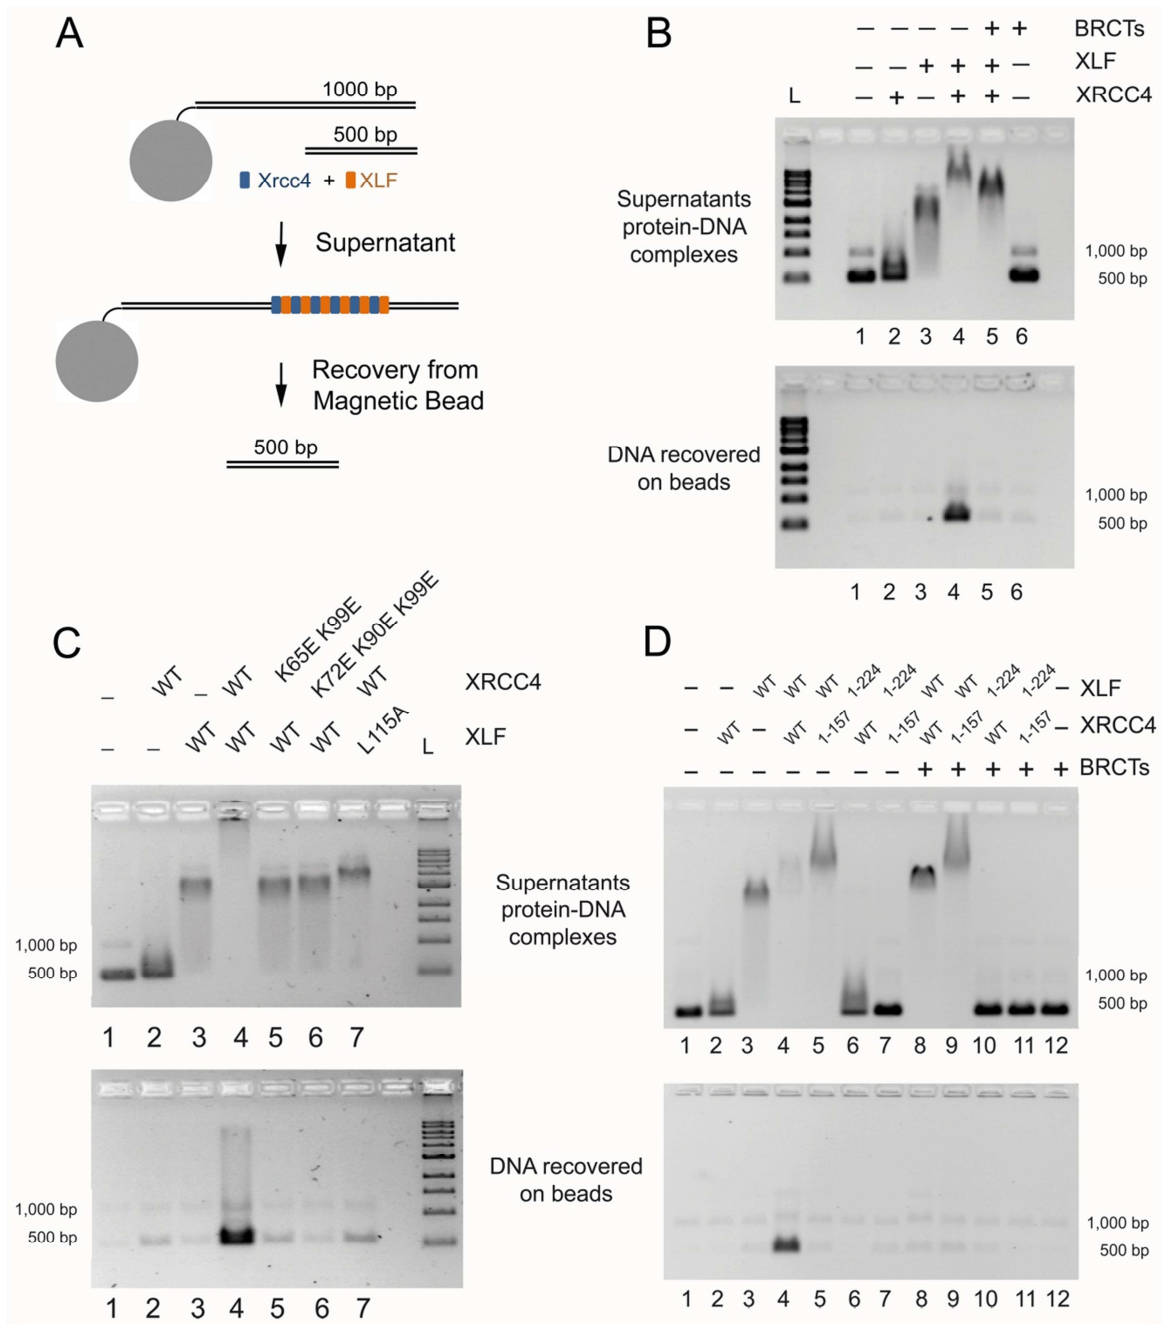 A
1000 bp
500 bp
Xrcc4 + XLF
Supernatant
Recovery from
Magnetic Bead
500 bp
B
– – – – + + BRCTs
– – + + + – XLF
L – + – + + – XRCC4
Supernatants
protein-DNA
complexes
1,000 bp
500 bp
1 2 3 4 5 6
DNA recovered
on beads
1,000 bp
500 bp
1 2 3 4 5 6
C
– WT – WT K65E K99E K72E K90E K99E WT XRCC4
– – WT WT WT WT L115A L XLF
1,000 bp
500 bp
Supernatants
protein-DNA
complexes
1 2 3 4 5 6 7
DNA recovered
on beads
1,000 bp
500 bp
1 2 3 4 5 6 7
D
– – WT WT WT 1-224 1-224 WT WT 1-224 1-224 – XLF
– WT – WT 1-157 WT 1-157 WT 1-157 WT 1-157 – XRCC4
– – – – – – – + + + + + BRCTs
1,000 bp
500 bp
1 2 3 4 5 6 7 8 9 10 11 12
1,000 bp
500 bp
1 2 3 4 5 6 7 8 9 10 11 12